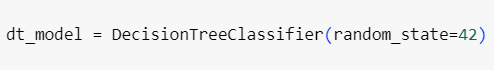 dt_model = DecisionTreeClassifier(random_state=42)